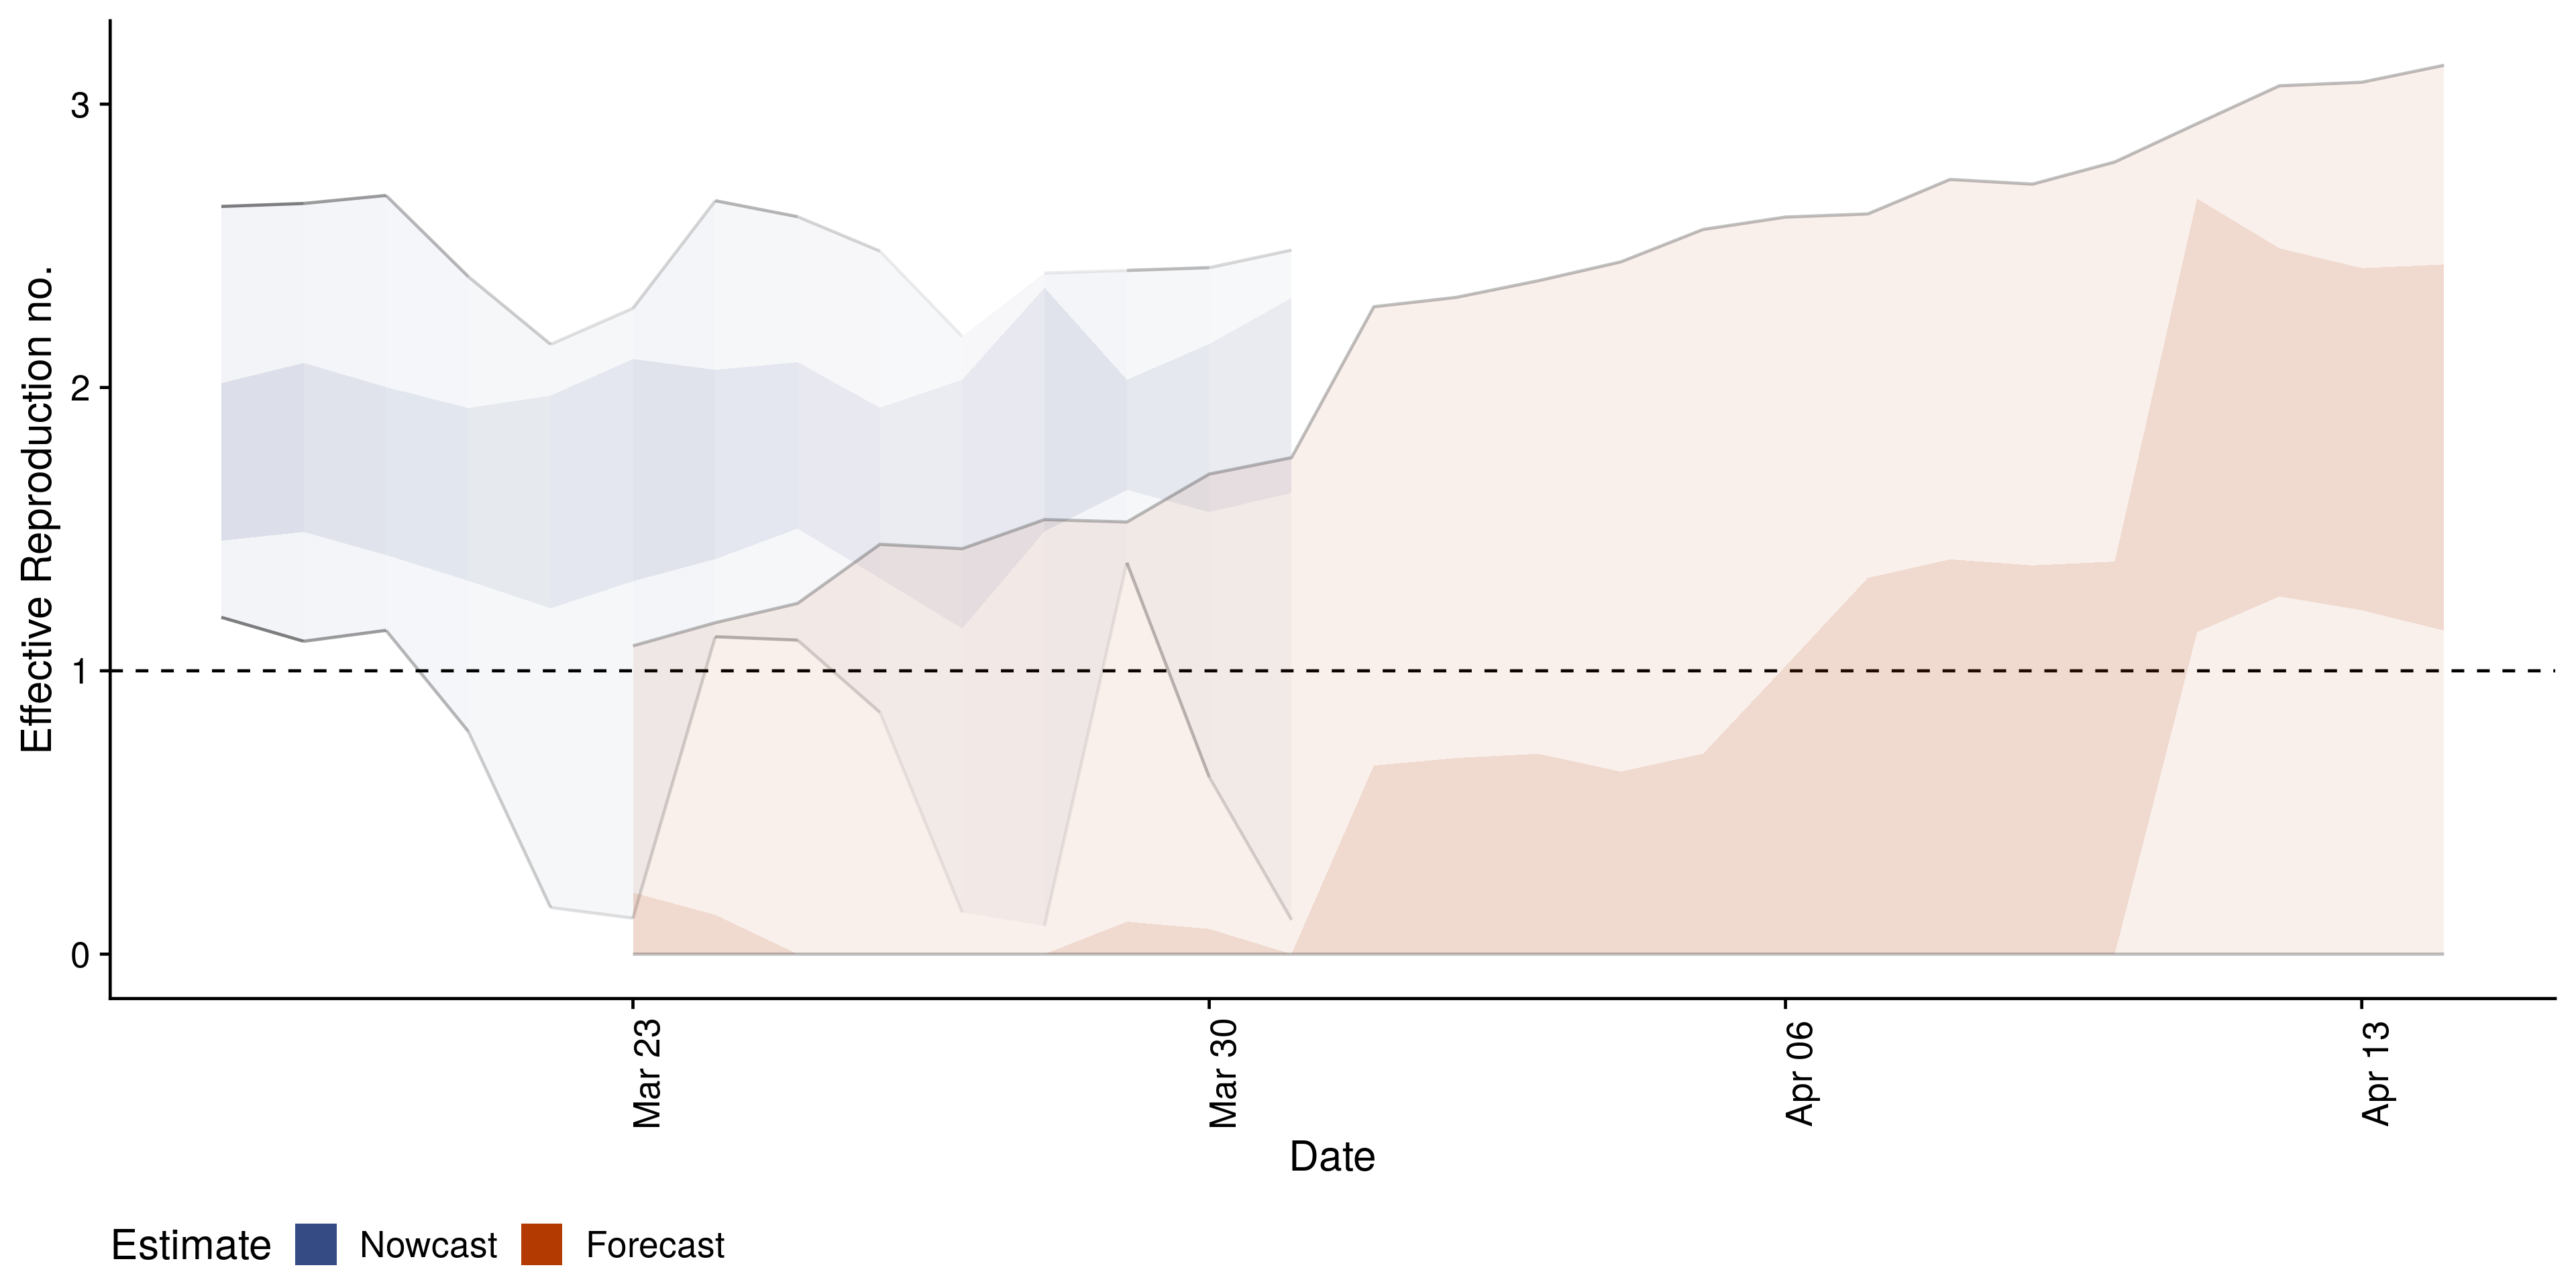 Effective Reproduction no.
3
2
1
0
Mar 23
Mar 30
Apr 06
Apr 13
Date
Estimate Nowcast Forecast